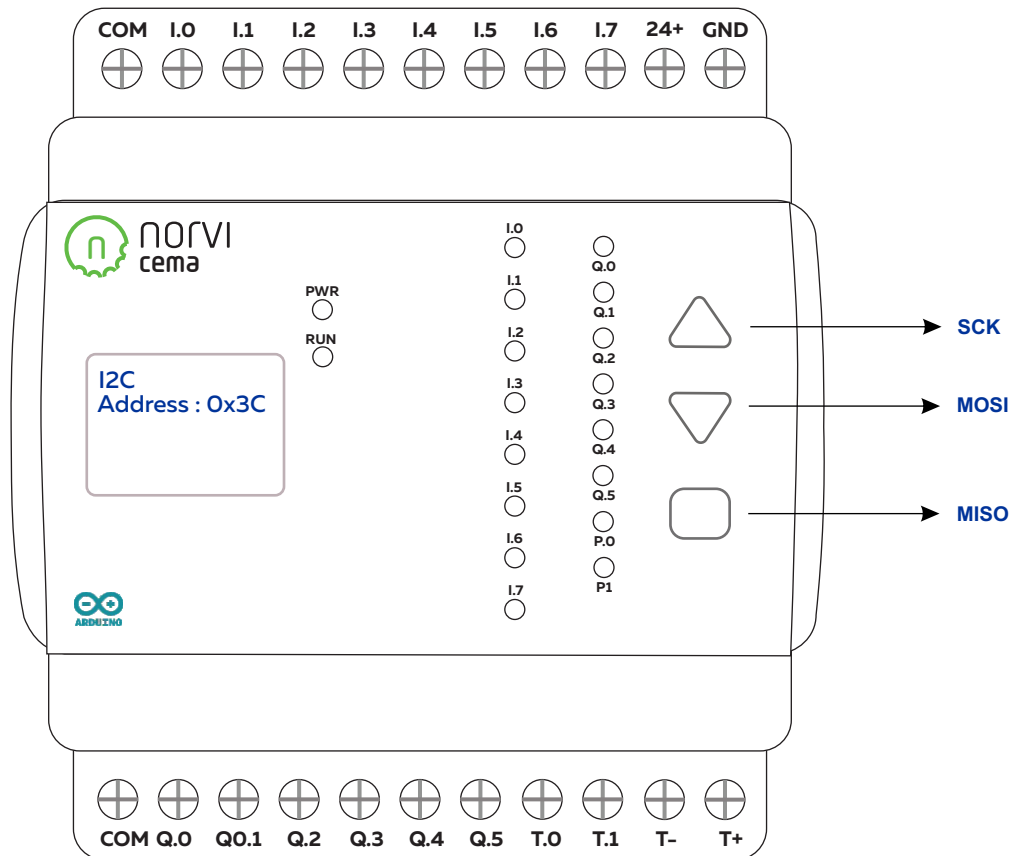 COM I.0 I.1 I.2 I.3 I.4 I.5 I.6 I.7 24+ GND
norvi
cema
PWR
RUN
I2C
Address : 0x3C
ARDUINO
I.0
I.1
I.2
I.3
I.4
I.5
I.6
I.7
Q.0
Q.1
Q.2
Q.3
Q.4
Q.5
P.0
P1
SCK
MOSI
MISO
COM Q.0 Q0.1 Q.2 Q.3 Q.4 Q.5 T.0 T.1 T- T+